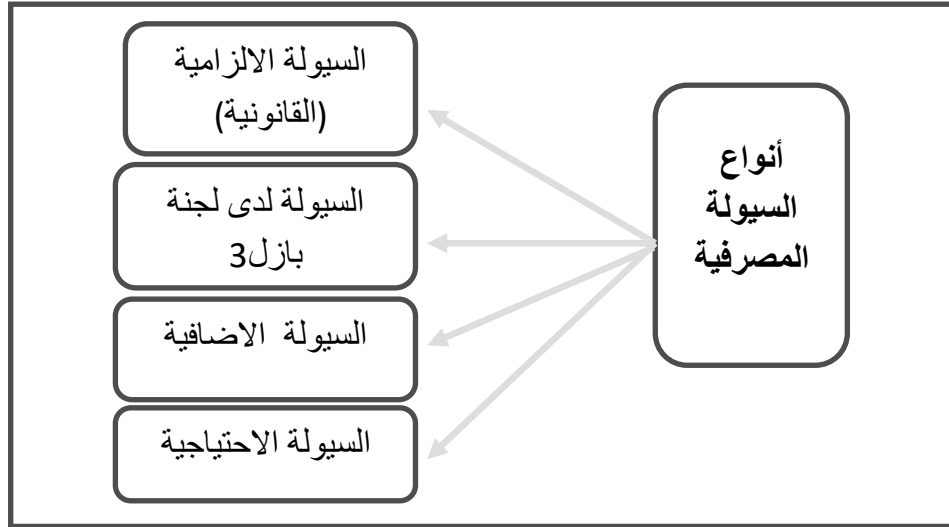 أنواع
السيولة
المصرفية
السيولة الالزامية
(القانونية)
السيولة لدى لجنة
بازل3
السيولة الاضافية
السيولة الاحتياجية